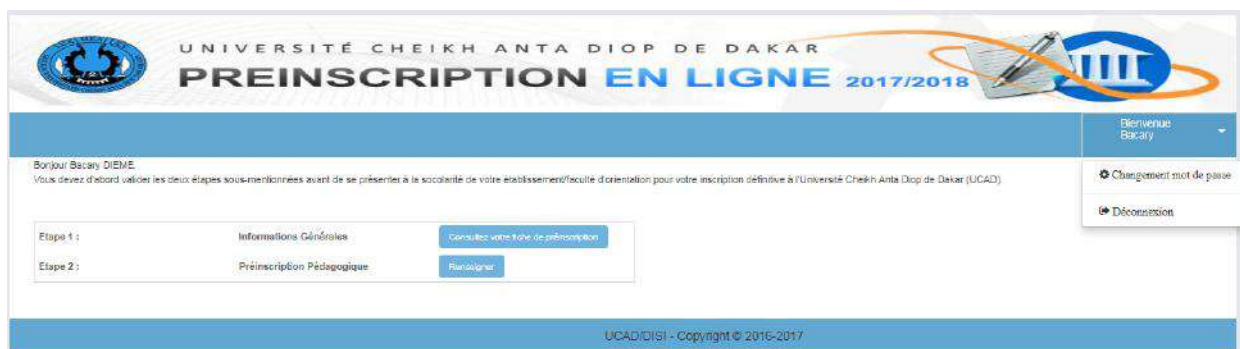 UNIVERSITÉ CHEIKH ANTA DIOP DE DAKAR
PREINSCRIPTION EN LIGNE 2017/2018
Bienvenue
Bacary
Bonjour Bacary DIEME,
Vous devez d'abord valider les deux étapes sous-mentionnées avant de se présenter à la socolarité de votre établissement/faculté d'orientation pour votre inscription définitive à l'Université Cheikh Anta Diop de Dakar (UCAD)
Changement mot de passe
Déconnexion
Etape 1 : Informations Générales Consultez votre fiche de préinscription
Etape 2 : Préinscription Pédagogique Renseigner
UCAD/DISI - Copyright © 2016-2017